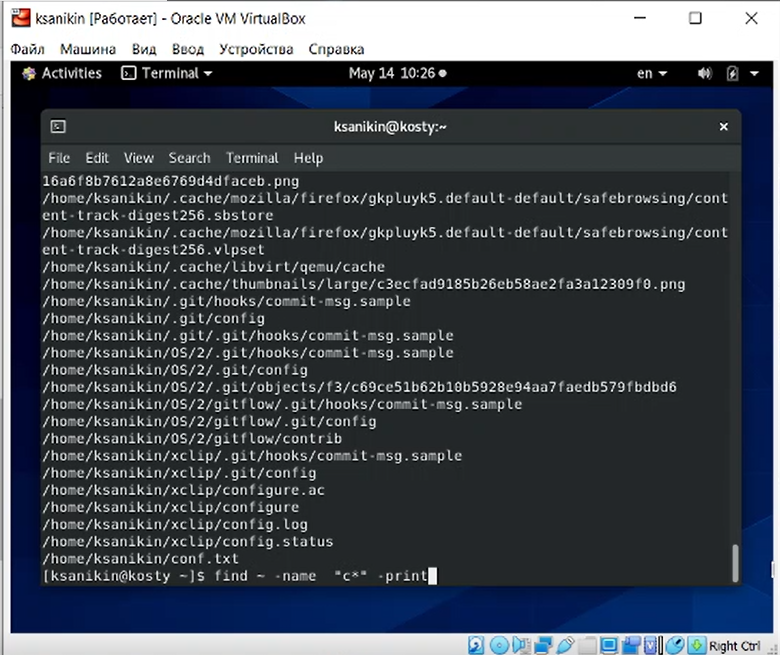 ksanikin [Работает] - Oracle VM VirtualBox
Файл Машина Вид Ввод Устройства Справка
Activities Terminal May 14 10:26 en
ksanikin@kosty:~
File Edit View Search Terminal Help
16a6f8b7612a8e6769d4dfaceb.png
/home/ksanikin/.cache/mozilla/firefox/gkpluyk5.default-default/safebrowsing/cont
ent-track-digest256.sbstore
/home/ksanikin/.cache/mozilla/firefox/gkpluyk5.default-default/safebrowsing/cont
ent-track-digest256.vlpset
/home/ksanikin/.cache/libvirt/qemu/cache
/home/ksanikin/.cache/thumbnails/large/c3ecfad9185b26eb58ae2fa3a12309f0.png
/home/ksanikin/.git/hooks/commit-msg.sample
/home/ksanikin/.git/config
/home/ksanikin/.git/.git/hooks/commit-msg.sample
/home/ksanikin/OS/2/.git/hooks/commit-msg.sample
/home/ksanikin/OS/2/.git/config
/home/ksanikin/OS/2/.git/objects/f3/c69ce51b62b10b5928e94aa7faedb579fbdbd6
/home/ksanikin/OS/2/gitflow/.git/hooks/commit-msg.sample
/home/ksanikin/OS/2/gitflow/.git/config
/home/ksanikin/OS/2/gitflow/contrib
/home/ksanikin/xclip/.git/hooks/commit-msg.sample
/home/ksanikin/xclip/.git/config
/home/ksanikin/xclip/configure.ac
/home/ksanikin/xclip/configure
/home/ksanikin/xclip/config.log
/home/ksanikin/xclip/config.status
/home/ksanikin/conf.txt
[ksanikin@kosty ~]$ find ~ -name  "c*" -print
Right Ctrl